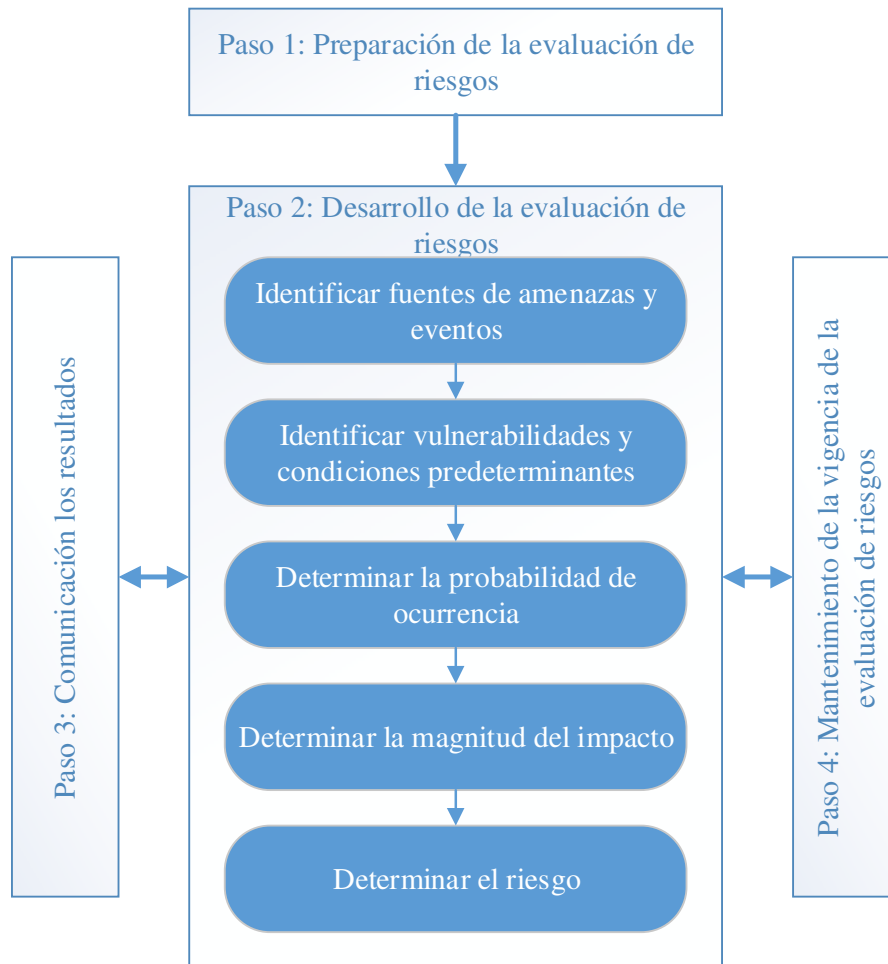 Paso 1: Preparación de la evaluación de
riesgos
Paso 2: Desarrollo de la evaluación de
riesgos
Identificar fuentes de amenazas y
eventos
Identificar vulnerabilidades y
condiciones predeterminantes
Determinar la probabilidad de
ocurrencia
Determinar la magnitud del impacto
Determinar el riesgo
Paso 3: Comunicación los resultados
Paso 4: Mantenimiento de la vigencia de la
evaluación de riesgos